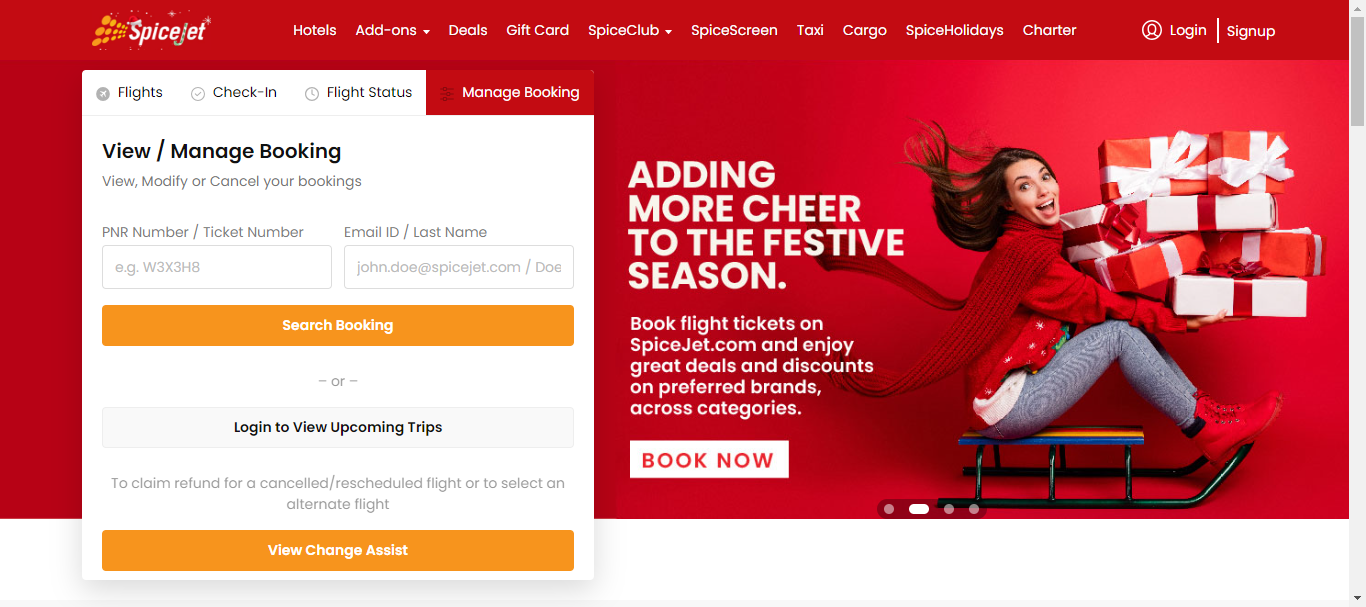 SpiceJet
Hotels Add-ons Deals Gift Card SpiceClub SpiceScreen Taxi Cargo SpiceHolidays Charter Login Signup
Flights Check-In Flight Status Manage Booking
View / Manage Booking
View, Modify or Cancel your bookings
PNR Number / Ticket Number Email ID / Last Name
e.g. W3X3H8 john.doe@spicejet.com / Doe
Search Booking
– or –
Login to View Upcoming Trips
To claim refund for a cancelled/rescheduled flight or to select an
alternate flight
View Change Assist
ADDING
MORE CHEER
TO THE FESTIVE
SEASON.
Book flight tickets on
SpiceJet.com and enjoy
great deals and discounts
on preferred brands,
across categories.
BOOK NOW